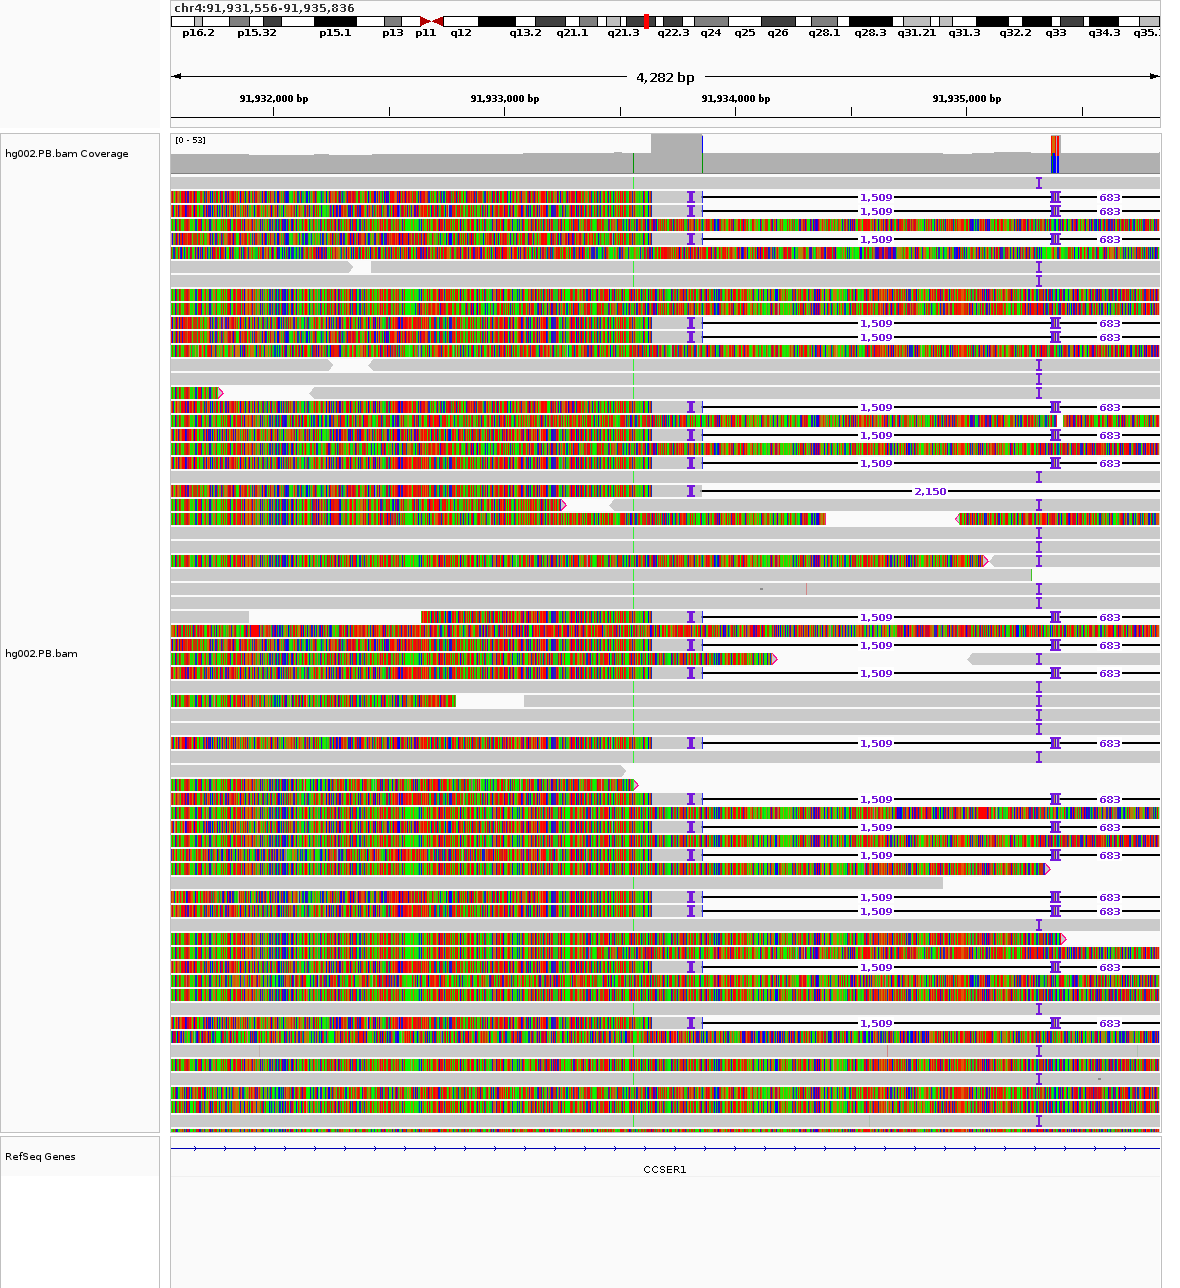 chr4:91,931,556-91,935,836
p16.2 p15.32 p15.1 p13 p11 q12 q13.2 q21.1 q21.3 q22.3 q24 q25 q26 q28.1 q28.3 q31.21 q31.3 q32.2 q33 q34.3 q35.
4,282 bp
91,932,000 bp 91,933,000 bp 91,934,000 bp 91,935,000 bp
[0 - 53]
hg002.PB.bam Coverage
1,509 683
1,509 683
1,509 683
1,509 683
1,509 683
1,509 683
1,509 683
1,509 683
2,150
1,509 683
1,509 683
hg002.PB.bam
1,509 683
1,509 683
1,509 683
1,509 683
1,509 683
1,509 683
1,509 683
1,509 683
1,509 683
RefSeq Genes
CCSER1